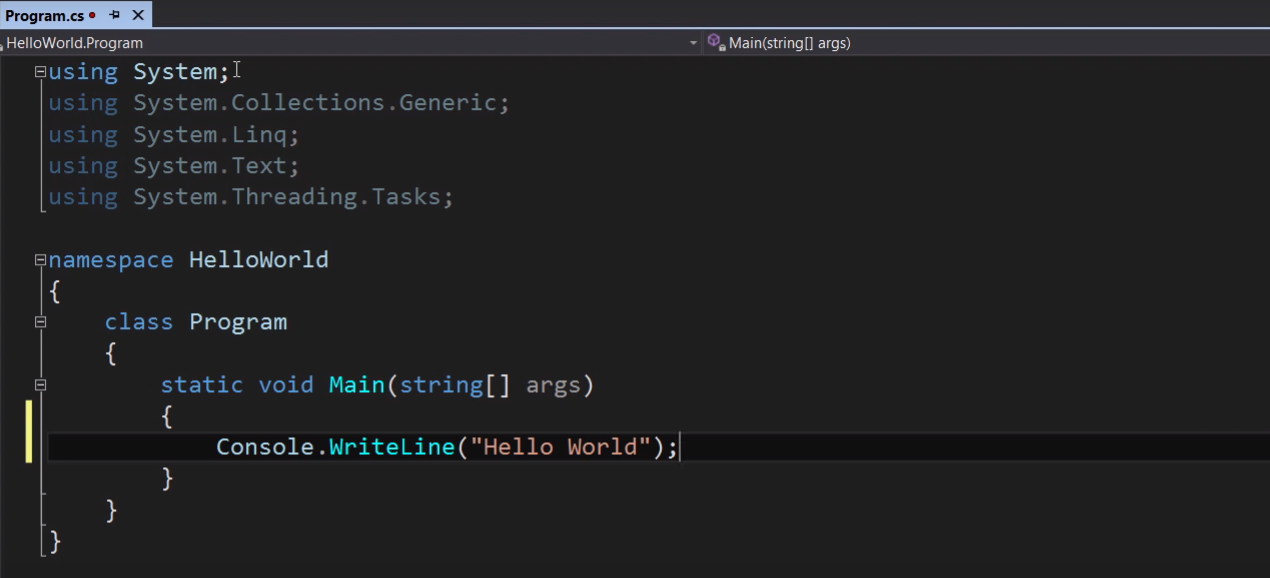 Program.cs
HelloWorld.Program Main(string[] args)
using System;
using System.Collections.Generic;
using System.Linq;
using System.Text;
using System.Threading.Tasks;
namespace HelloWorld
{
class Program
{
static void Main(string[] args)
{
Console.WriteLine("Hello World");
}
}
}